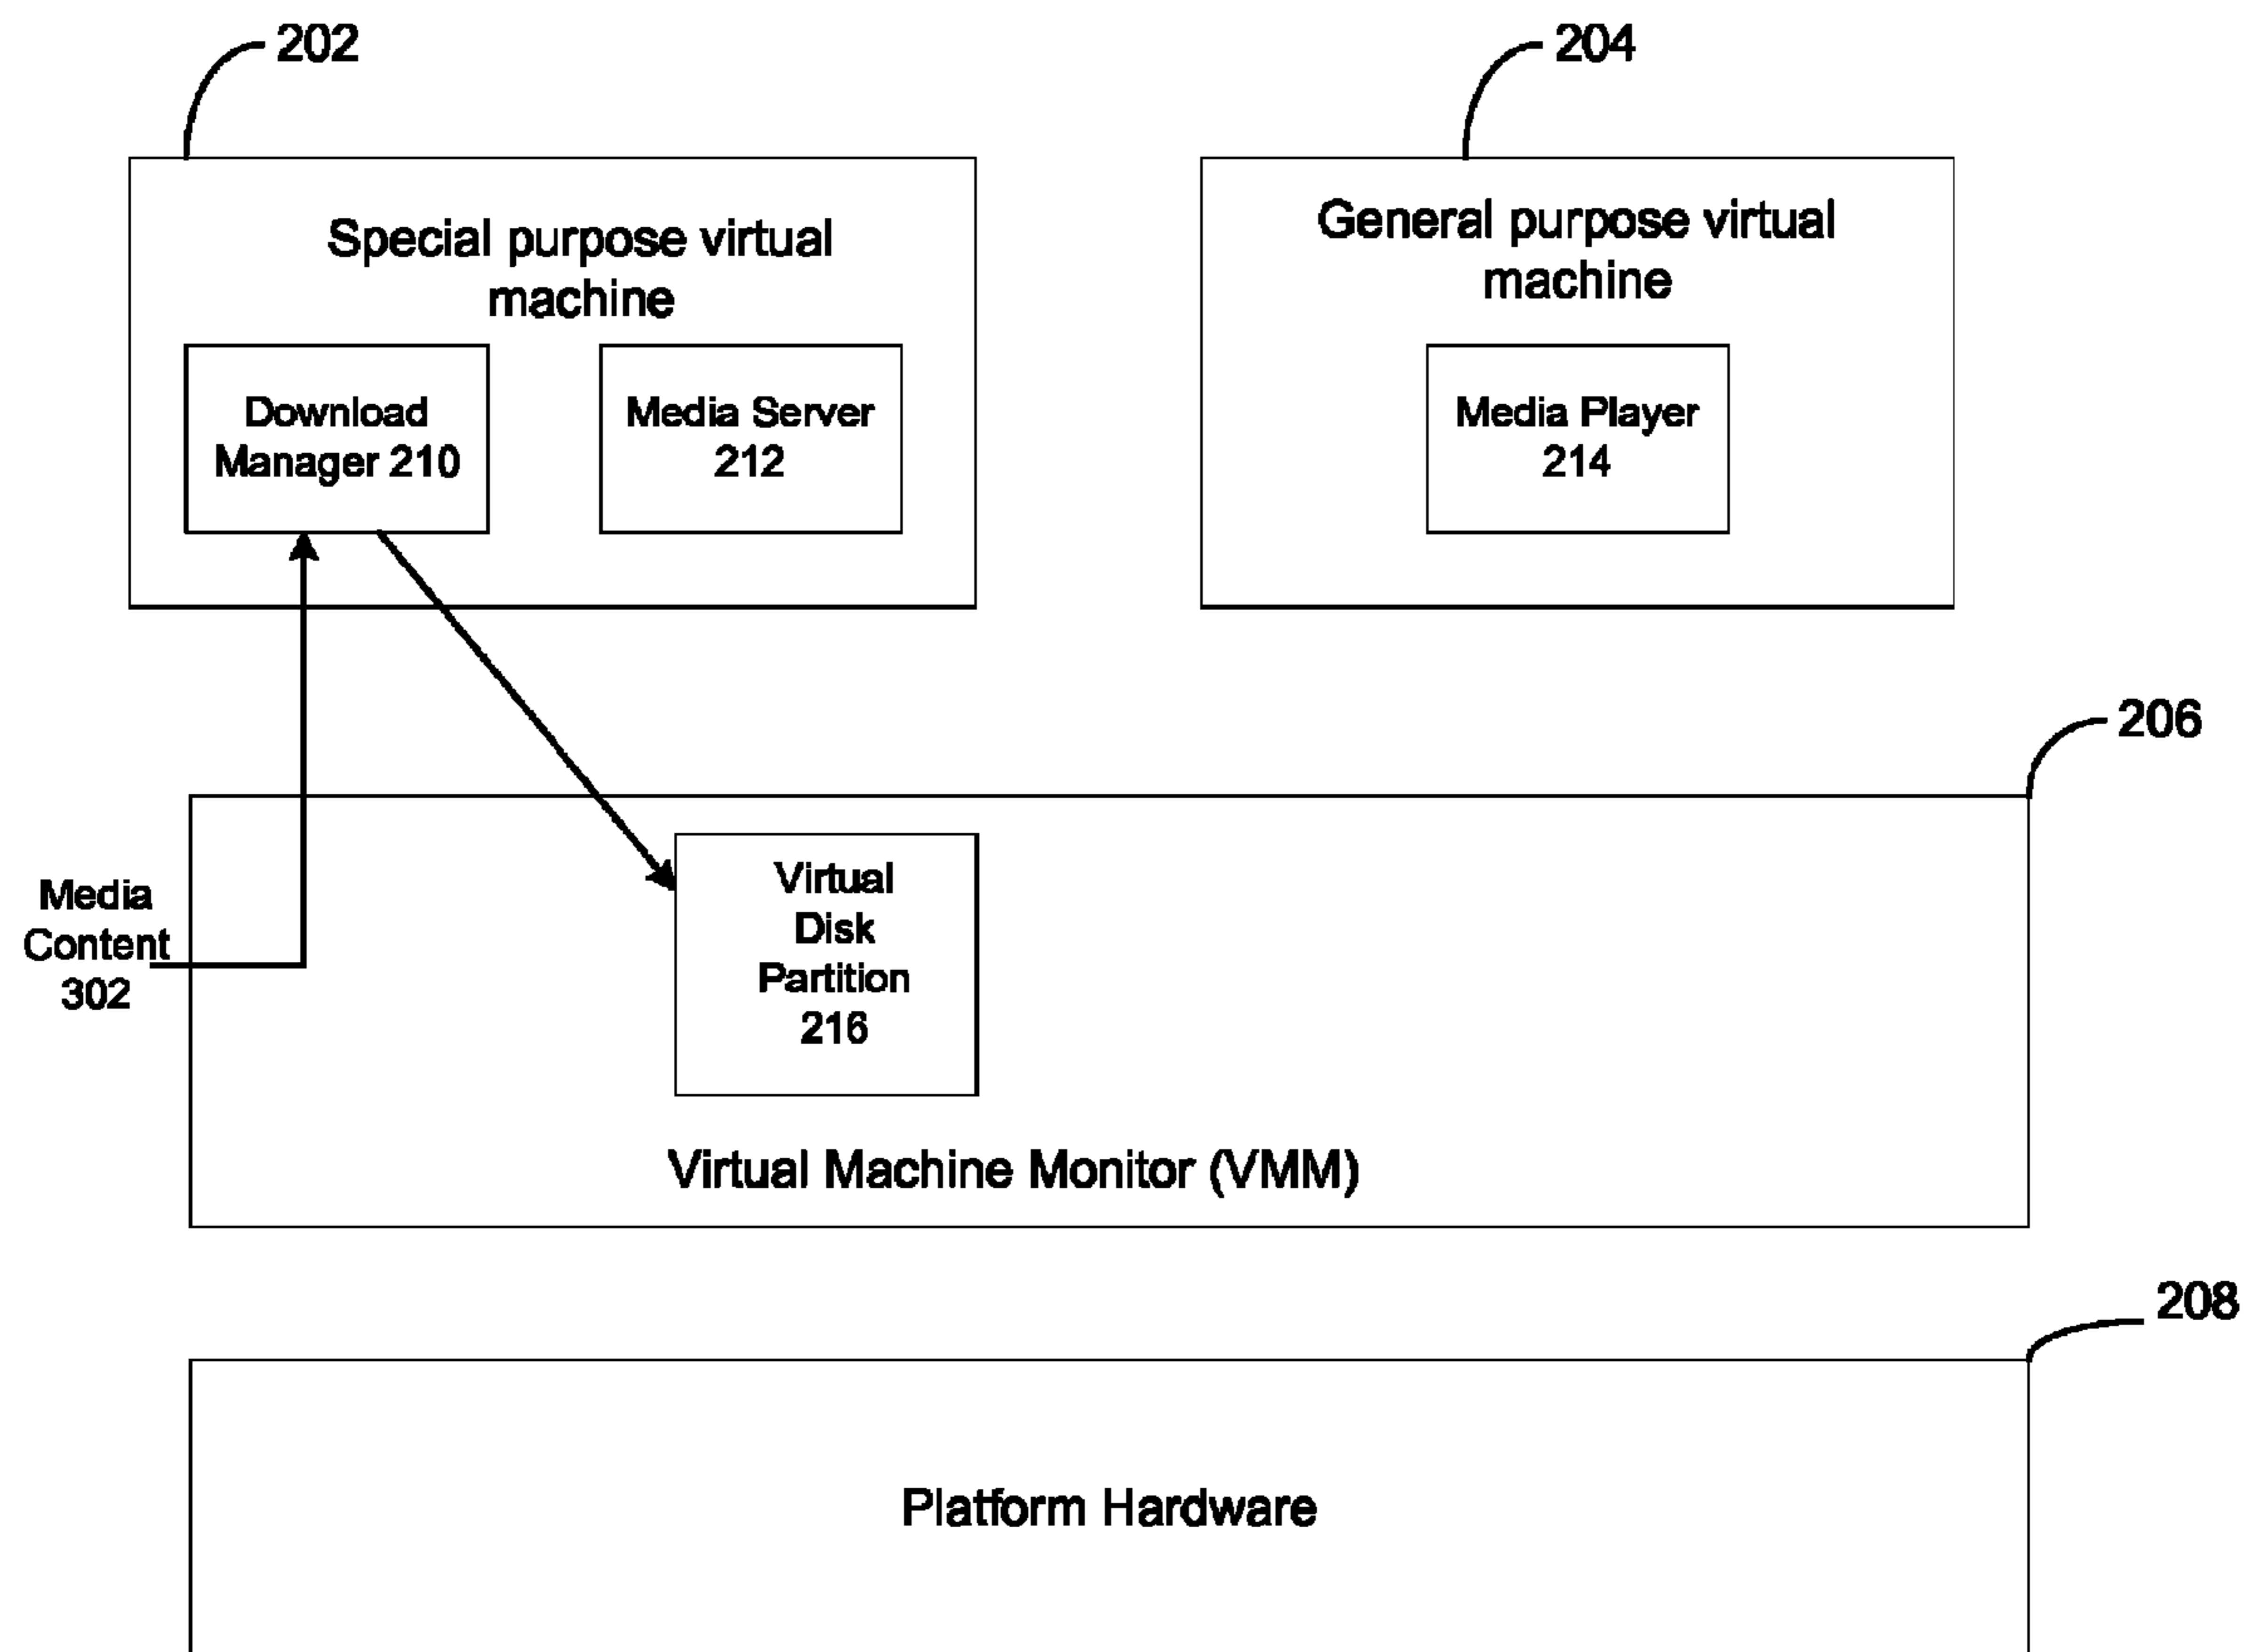 202
204
Special purpose virtual
machine
General purpose virtual
machine
Download
Manager 210
Media Server
212
Media Player
214
206
Media
Content
302
Virtual
Disk
Partition
216
Virtual Machine Monitor (VMM)
208
Platform Hardware